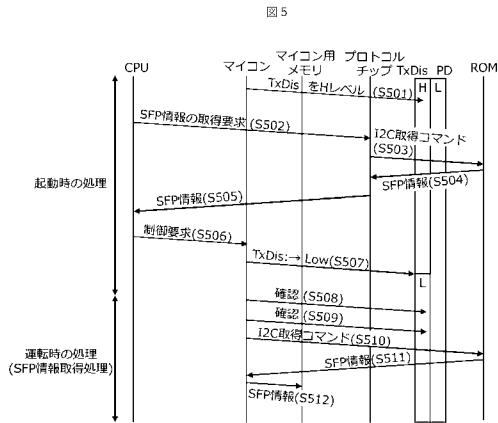 図５
CPU
マイコン
マイコン用
メモリ
プロトコル
チップ
TxDis
PD
ROM
TxDis をHレベル (S501)
H
L
SFP情報の取得要求(S502)
I2C取得コマンド
(S503)
SFP情報(S504)
起動時の処理
SFP情報(S505)
制御要求(S506)
TxDis:→ Low(S507)
L
確認 (S508)
確認 (S509)
I2C取得コマンド(S510)
運転時の処理
(SFP情報取得処理)
SFP情報(S511)
SFP情報(S512)